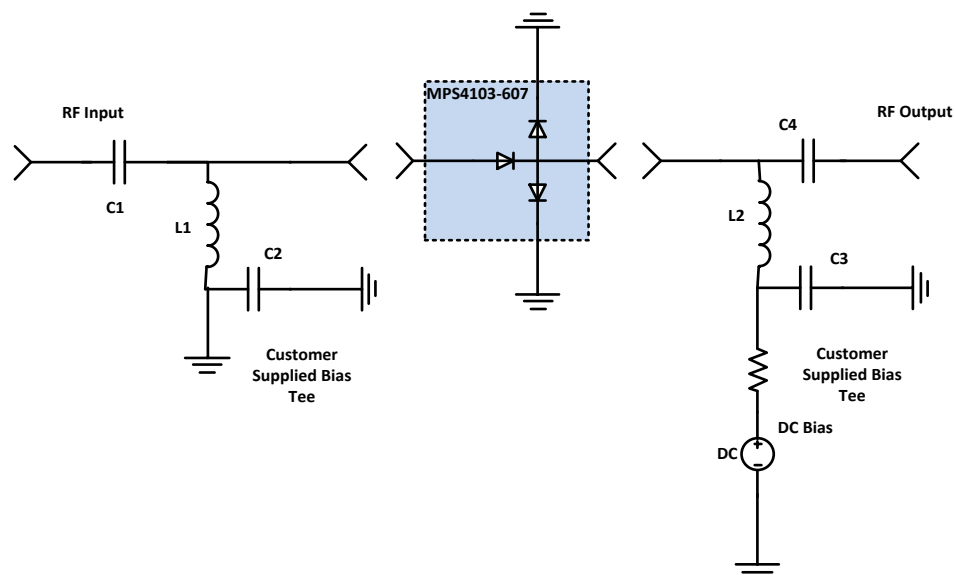 MPS4103-607
RF Input
C1
L1
C2
Customer
Supplied Bias
Tee
C4
RF Output
L2
C3
Customer
Supplied Bias
Tee
DC Bias
DC
+
−